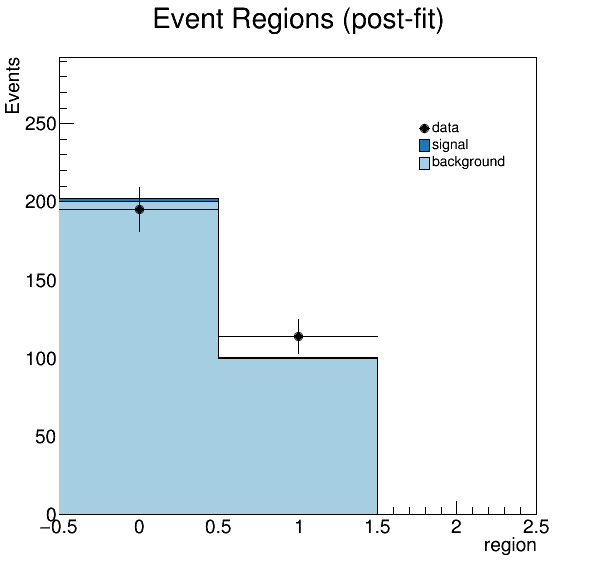 Event Regions (post-fit)
Events
data
signal
background
250
200
150
100
50
0
−0.5 0 0.5 1 1.5 2 2.5
region